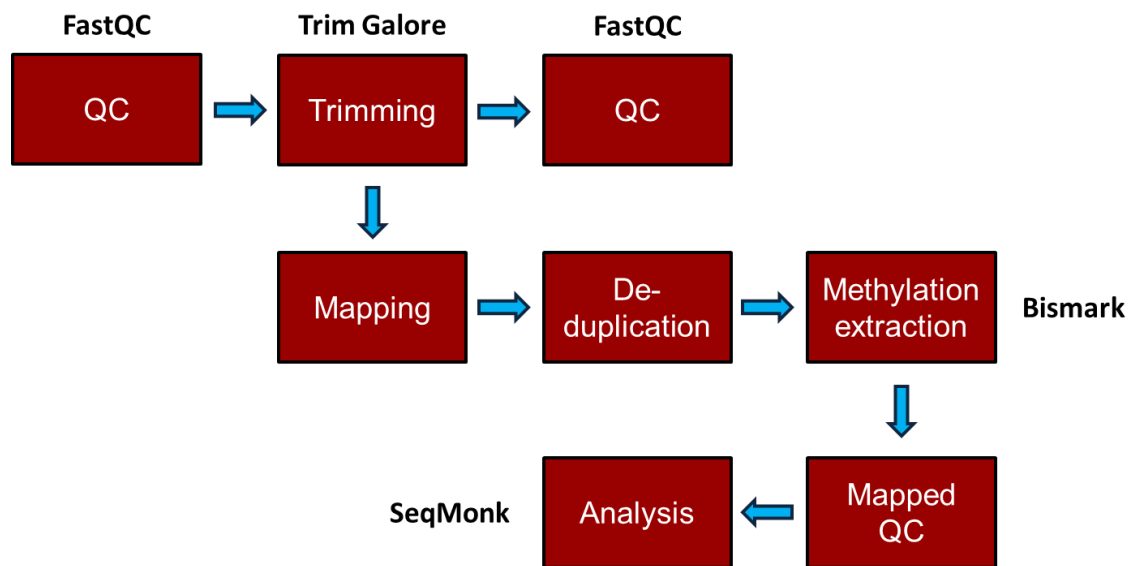 FastQC
Trim Galore
FastQC
QC
Trimming
QC
Mapping
De-
duplication
Methylation
extraction
Bismark
SeqMonk
Analysis
Mapped
QC